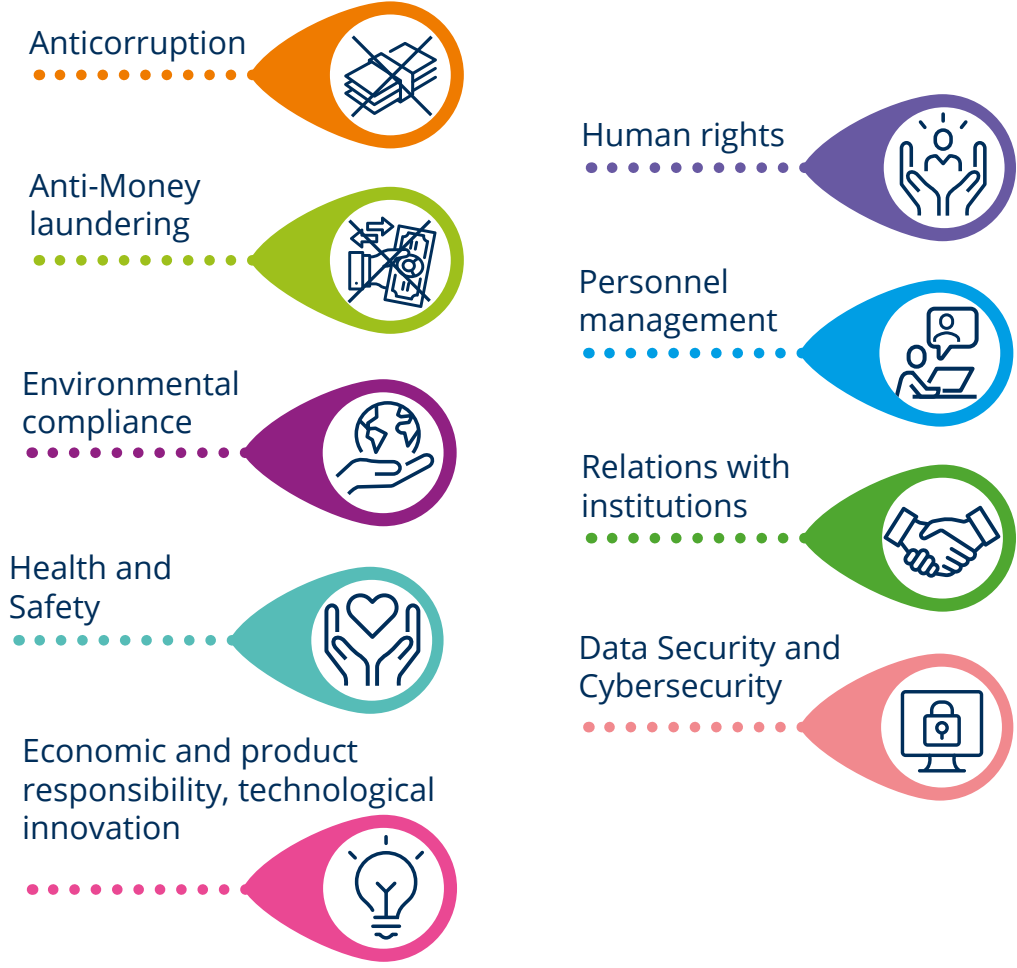 Anticorruption
Anti-Money
laundering
Environmental
compliance
Health and
Safety
Economic and product
responsibility, technological
innovation
Human rights
Personnel
management
Relations with
institutions
Data Security and
Cybersecurity